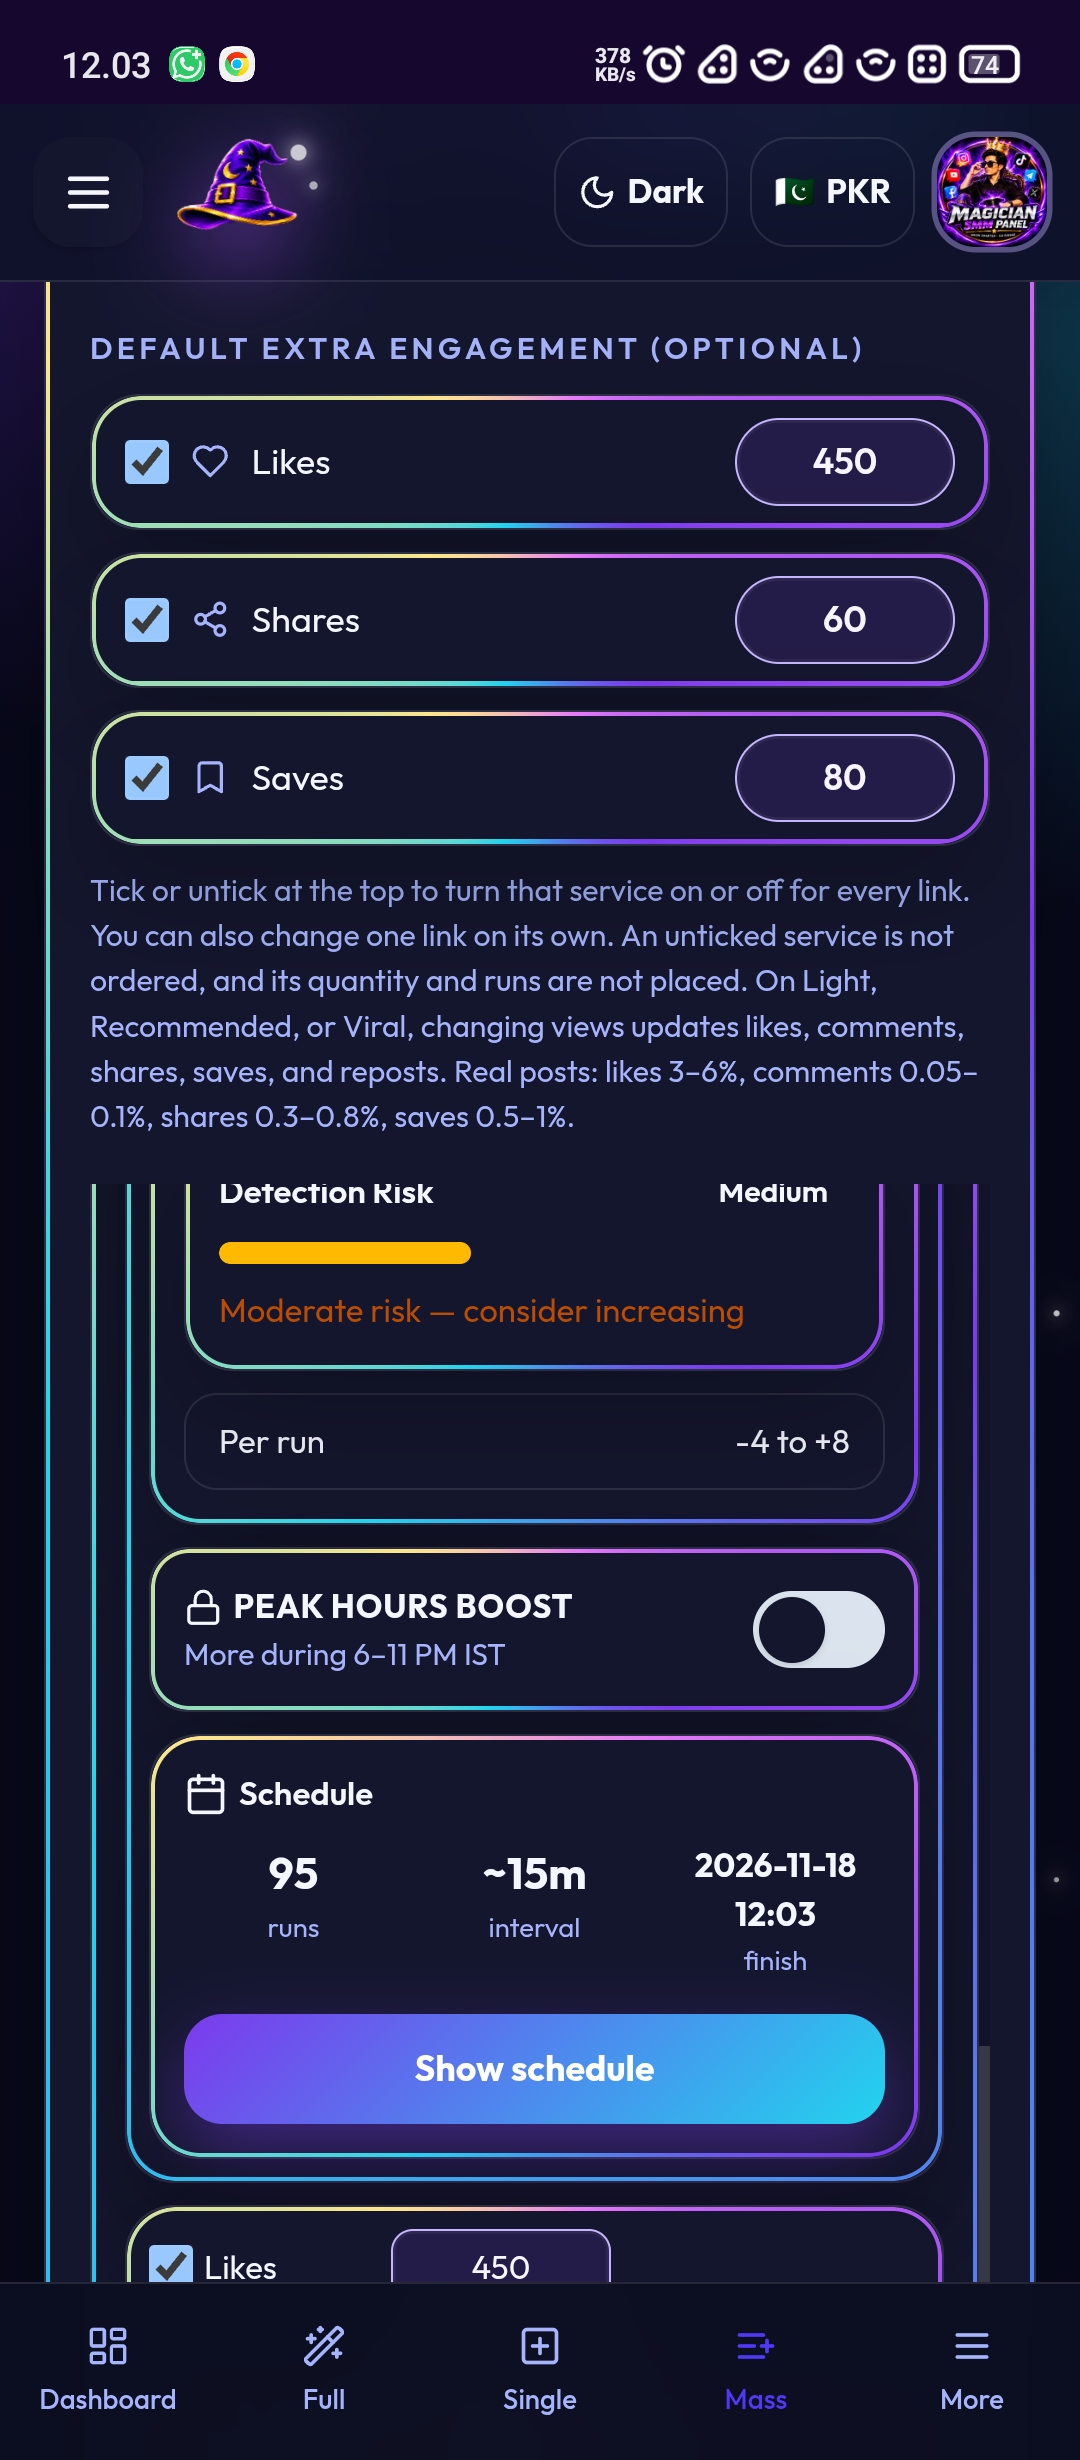 12.03
378
KB/s
74
Dark
PKR
MAGICIAN
SMM PANEL
DEFAULT EXTRA ENGAGEMENT (OPTIONAL)
Likes 450
Shares 60
Saves 80
Tick or untick at the top to turn that service on or off for every link.
You can also change one link on its own. An unticked service is not
ordered, and its quantity and runs are not placed. On Light,
Recommended, or Viral, changing views updates likes, comments,
shares, saves, and reposts. Real posts: likes 3–6%, comments 0.05–
0.1%, shares 0.3–0.8%, saves 0.5–1%.
Detection Risk Medium
Moderate risk — consider increasing
Per run -4 to +8
PEAK HOURS BOOST
More during 6–11 PM IST
Schedule
95 ~15m 2026-11-18
12:03
runs interval finish
Show schedule
Likes 450
Dashboard Full Single Mass More